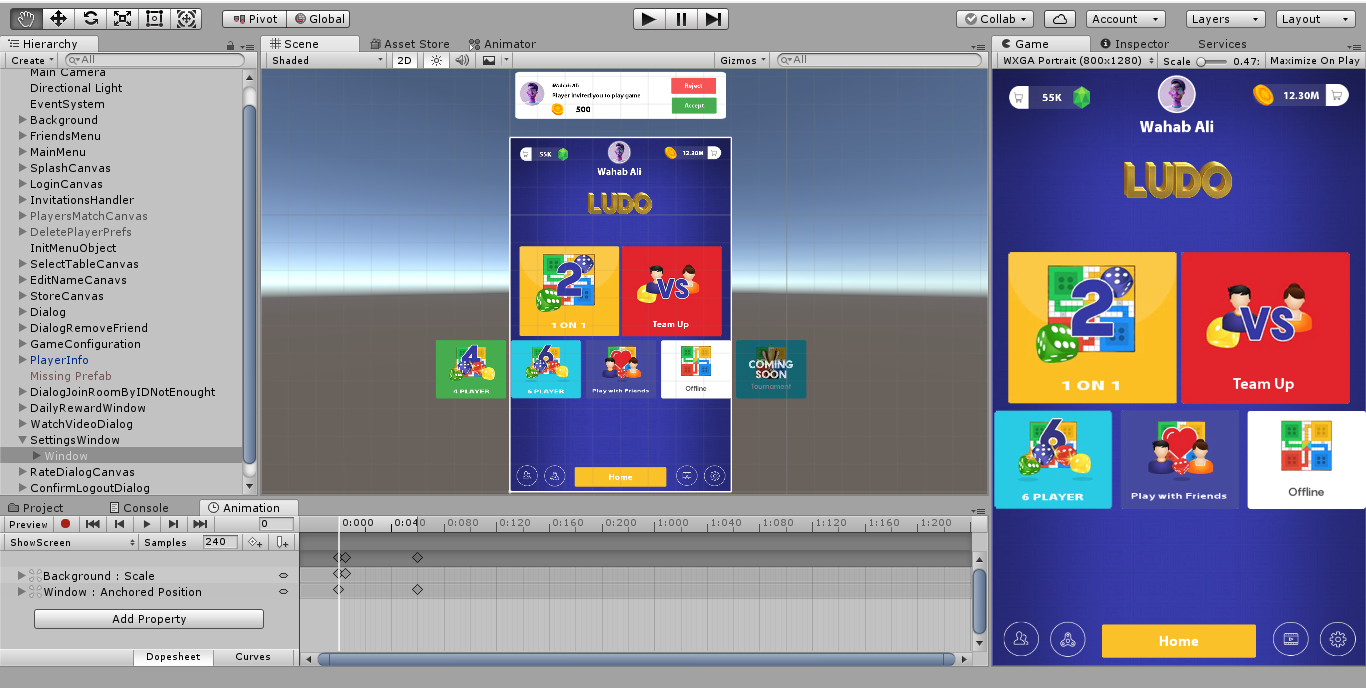 Pivot Global Collab Account Layers Layout
Hierarchy
Create All
Main Camera
Directional Light
EventSystem
Background
FriendsMenu
MainMenu
SplashCanvas
LoginCanvas
InvitationsHandler
PlayersMatchCanvas
DeletePlayerPrefs
InitMenuObject
SelectTableCanvas
EditNameCanavs
StoreCanvas
Dialog
DialogRemoveFriend
GameConfiguration
PlayerInfo
Missing Prefab
DialogJoinRoomByIDNotEnought
DailyRewardWindow
WatchVideoDialog
SettingsWindow
Window
RateDialogCanvas
ConfirmLogoutDialog
Scene Asset Store Animator
Shaded 2D Gizmos All
Wahab Ali
Player Invited you to play game
500
Reject
Accept
55K 12.30M
Wahab Ali
LUDO
2 VS
1 ON 1 Team Up
4 6 COMING
SOON
4 PLAYER 6 PLAYER Play with Friends Offline Tournament
Home
Game Inspector Services
WXGA Portrait (800x1280) Scale 0.47: Maximize On Play
55K 12.30M
Wahab Ali
LUDO
2 VS
1 ON 1 Team Up
6
6 PLAYER Play with Friends Offline
Home
Project Console Animation
Preview 0 0:000 0:040 0:080 0:120 0:160 0:200 1:000 1:040 1:080 1:120 1:160 1:200
ShowScreen Samples 240
Background : Scale
Window : Anchored Position
Add Property
Dopesheet Curves